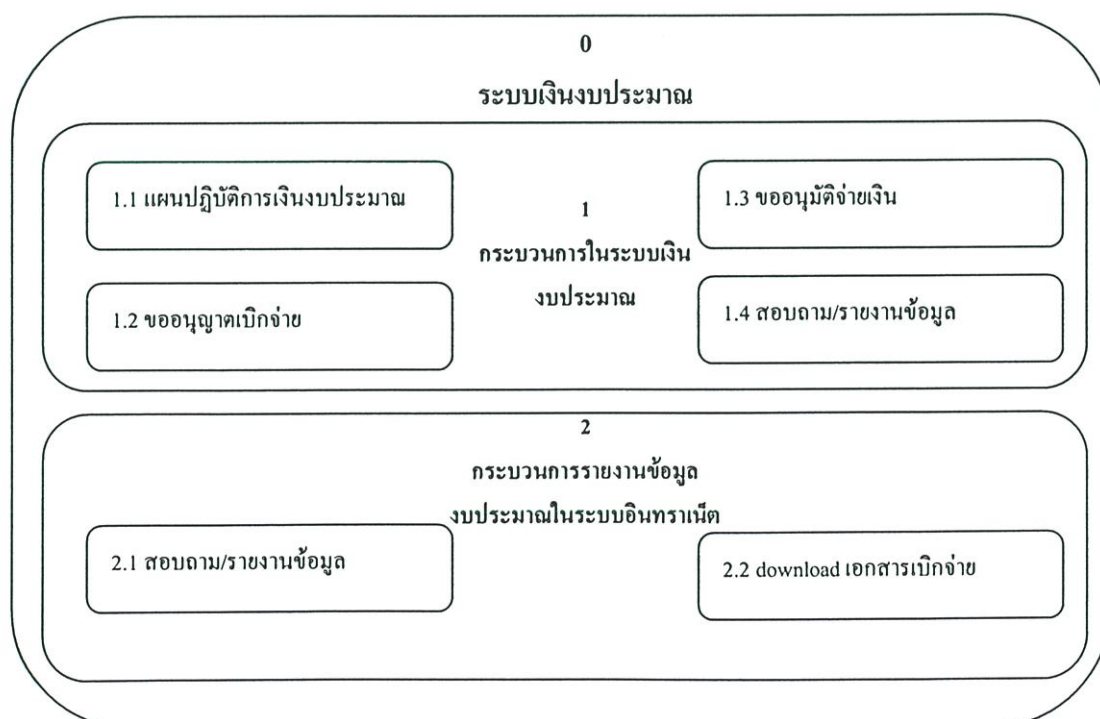 0
ระบบเงินงบประมาณ
1.1 แผนปฏิบัติการเงินงบประมาณ
1.2 ขออนุญาตเบิกจ่าย
1
กระบวนการในระบบเงิน
งบประมาณ
1.3 ขออนุมัติจ่ายเงิน
1.4 สอบถาม/รายงานข้อมูล
2
กระบวนการรายงานข้อมูล
งบประมาณในระบบอินทราเน็ต
2.1 สอบถาม/รายงานข้อมูล
2.2 download เอกสารเบิกจ่าย